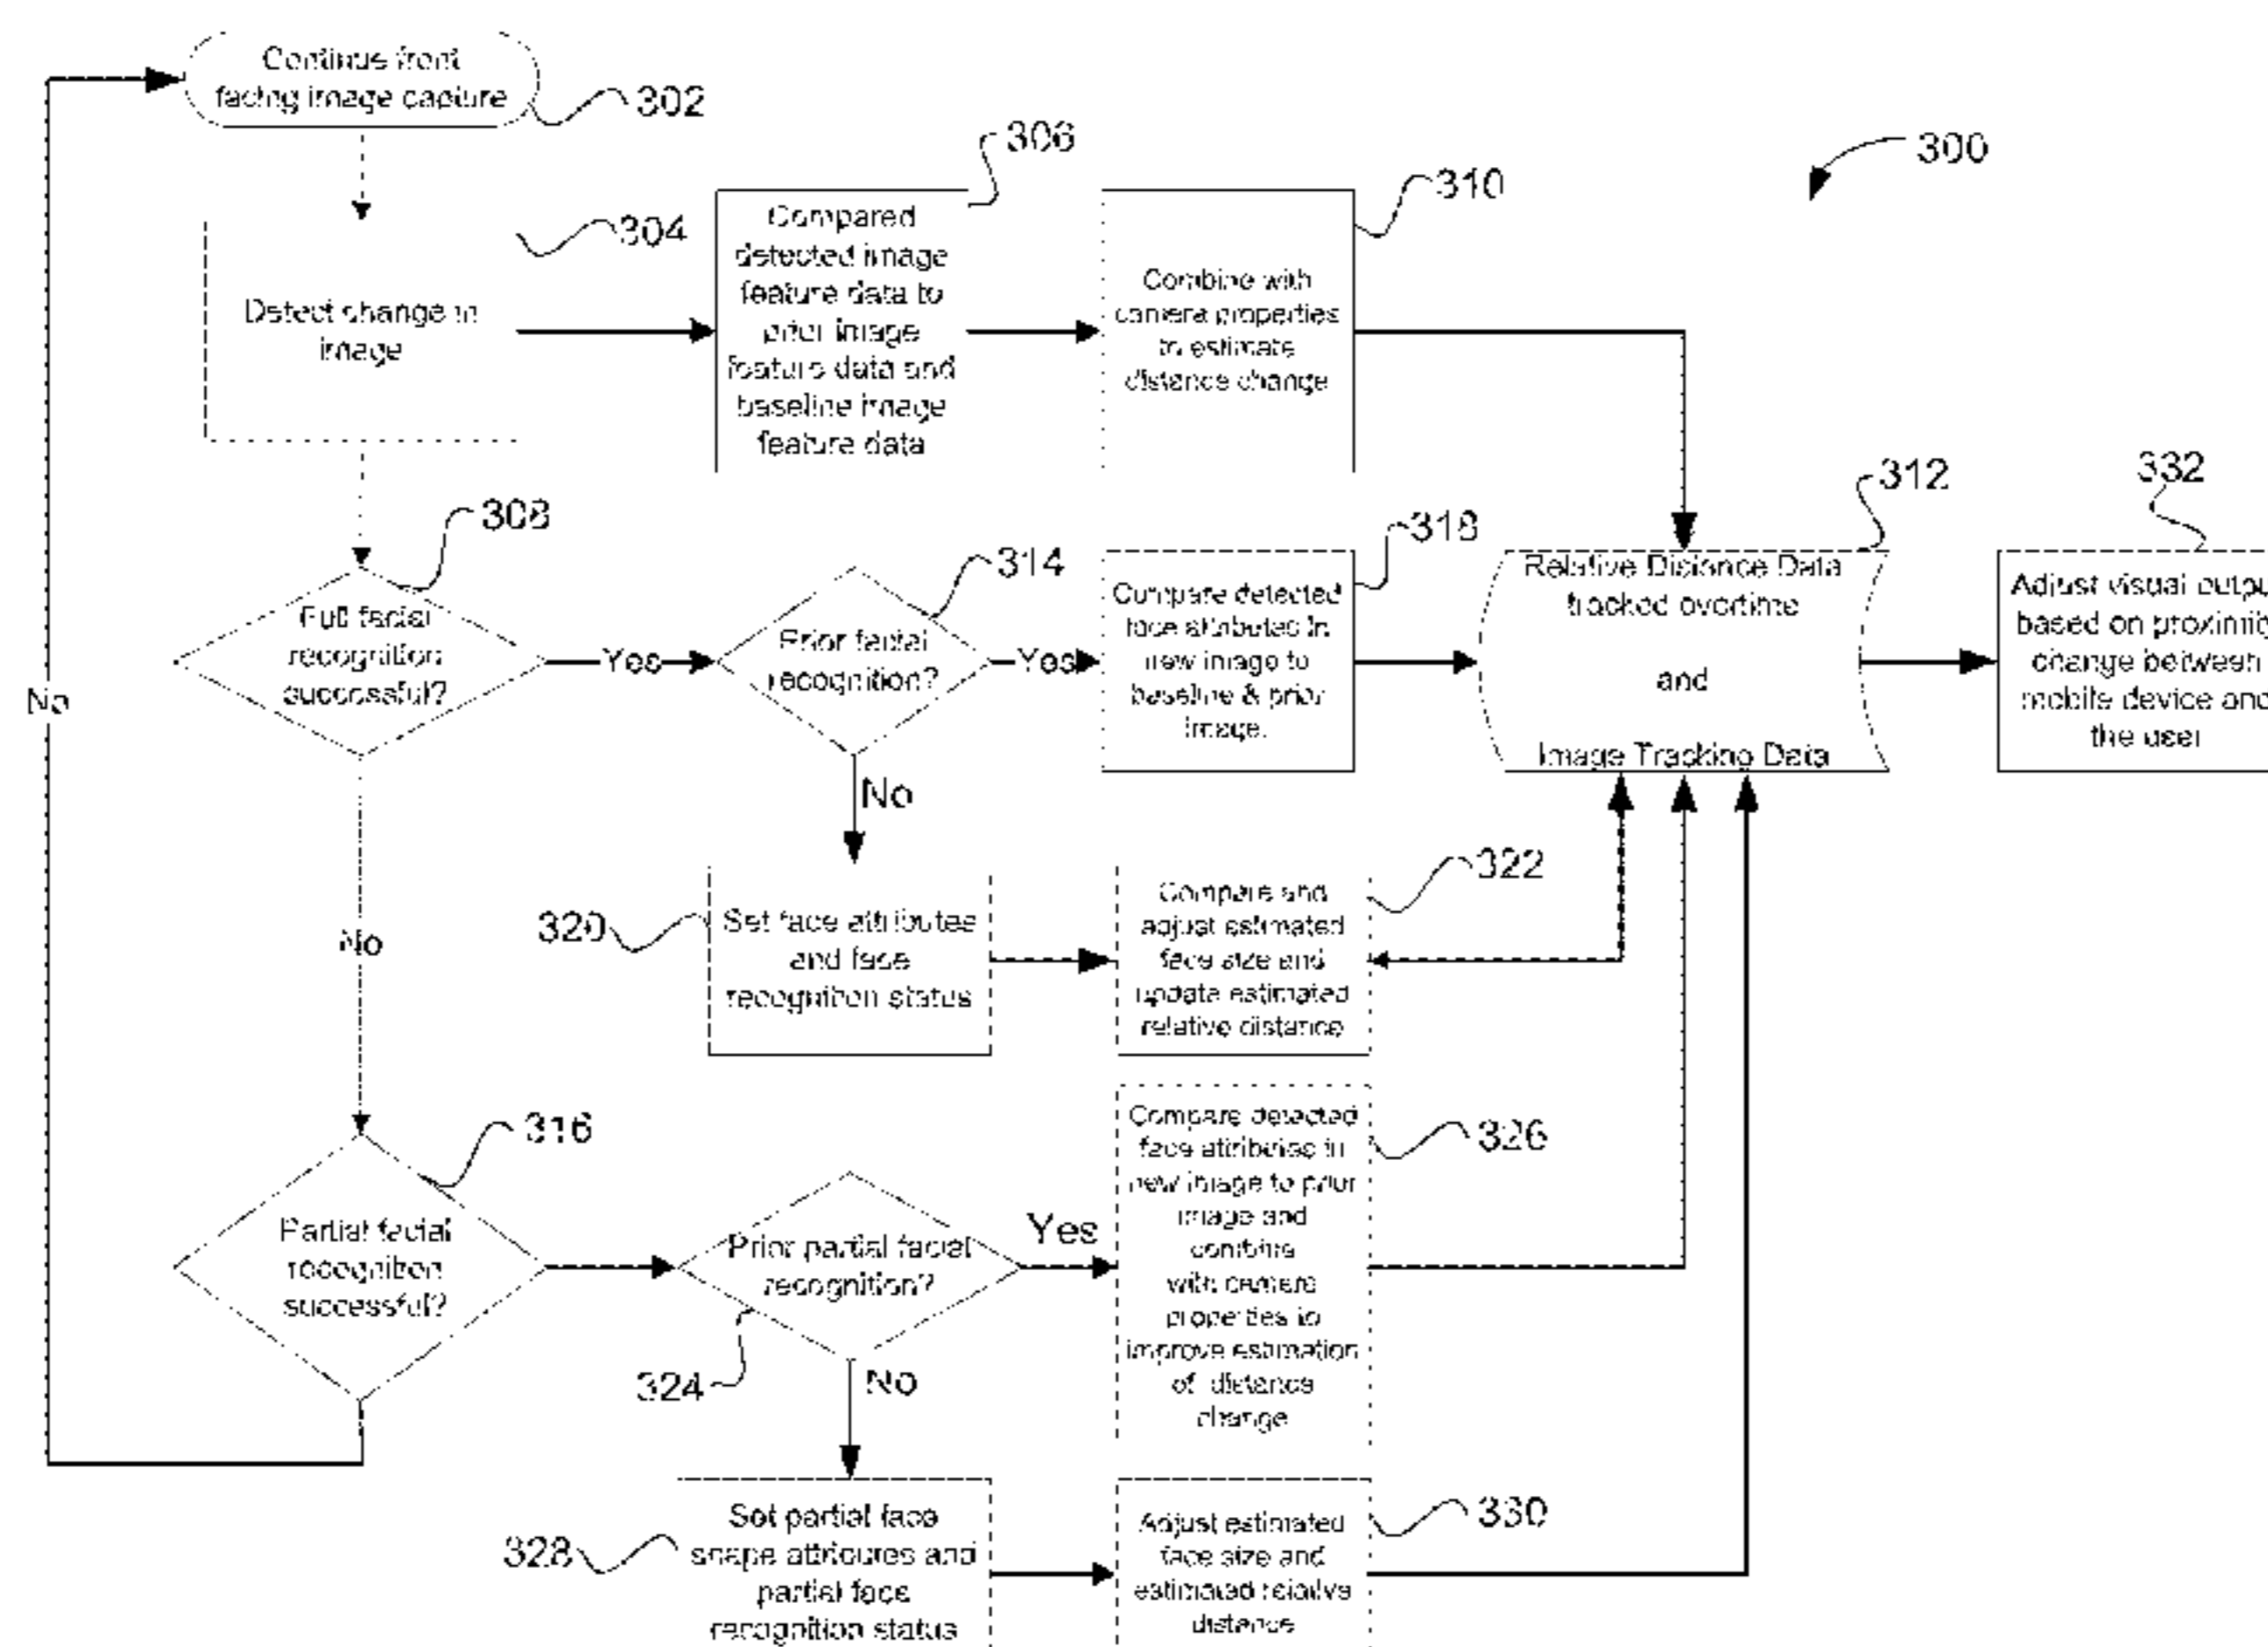 Continue front
facing image capture
302
306
300
310
304
Compared
detected image
feature data to
prior image
feature data and
baseline image
feature data
Combine with
camera properties
to estimate
distance change
Detect change in
image
312
332
308
314
318
Full facial
recognition
successful?
Yes
Prior facial
recognition?
Yes
Compare detected
face attributes in
new image to
baseline & prior
image.
Relative Distance Data
tracked overtime
and
Image Tracking Data
Adjust visual outpu
based on proximity
change between
mobile device and
the user
No
No
322
320
Set face attributes
and face
recognition status
Compare and
adjust estimated
face size and
update estimated
relative distance
No
316
326
Partial facial
recognition
successful?
Prior partial facial
recognition?
Yes
Compare detected
face attributes in
new image to prior
image and
combine
with camera
properties to
improve estimation
of distance
change
324
No
328
Set partial face
shape attributes and
partial face
recognition status
330
Adjust estimated
face size and
estimated relative
distance